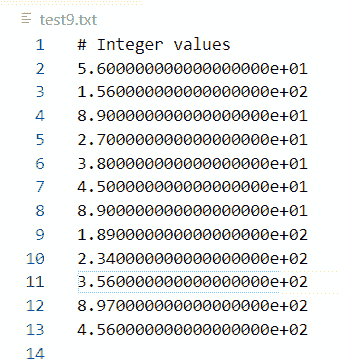 test9.txt
1 # Integer values
2 5.600000000000000000e+01
3 1.560000000000000000e+02
4 8.900000000000000000e+01
5 2.700000000000000000e+01
6 3.800000000000000000e+01
7 4.500000000000000000e+01
8 8.900000000000000000e+01
9 1.890000000000000000e+02
10 2.340000000000000000e+02
11 3.560000000000000000e+02
12 8.970000000000000000e+02
13 4.560000000000000000e+02
14